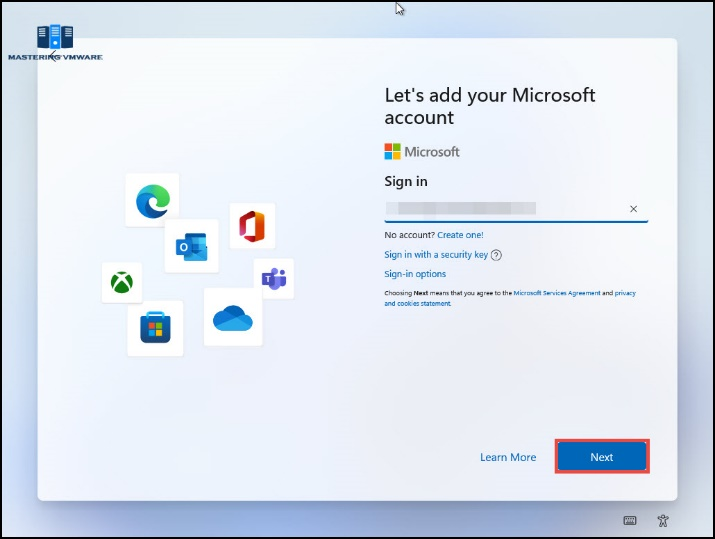 MASTERING VMWARE
Let's add your Microsoft
account
Microsoft
Sign in
No account? Create one!
Sign in with a security key ?
Sign-in options
Choosing Next means that you agree to the Microsoft Services Agreement and privacy
and cookies statement.
Learn More
Next